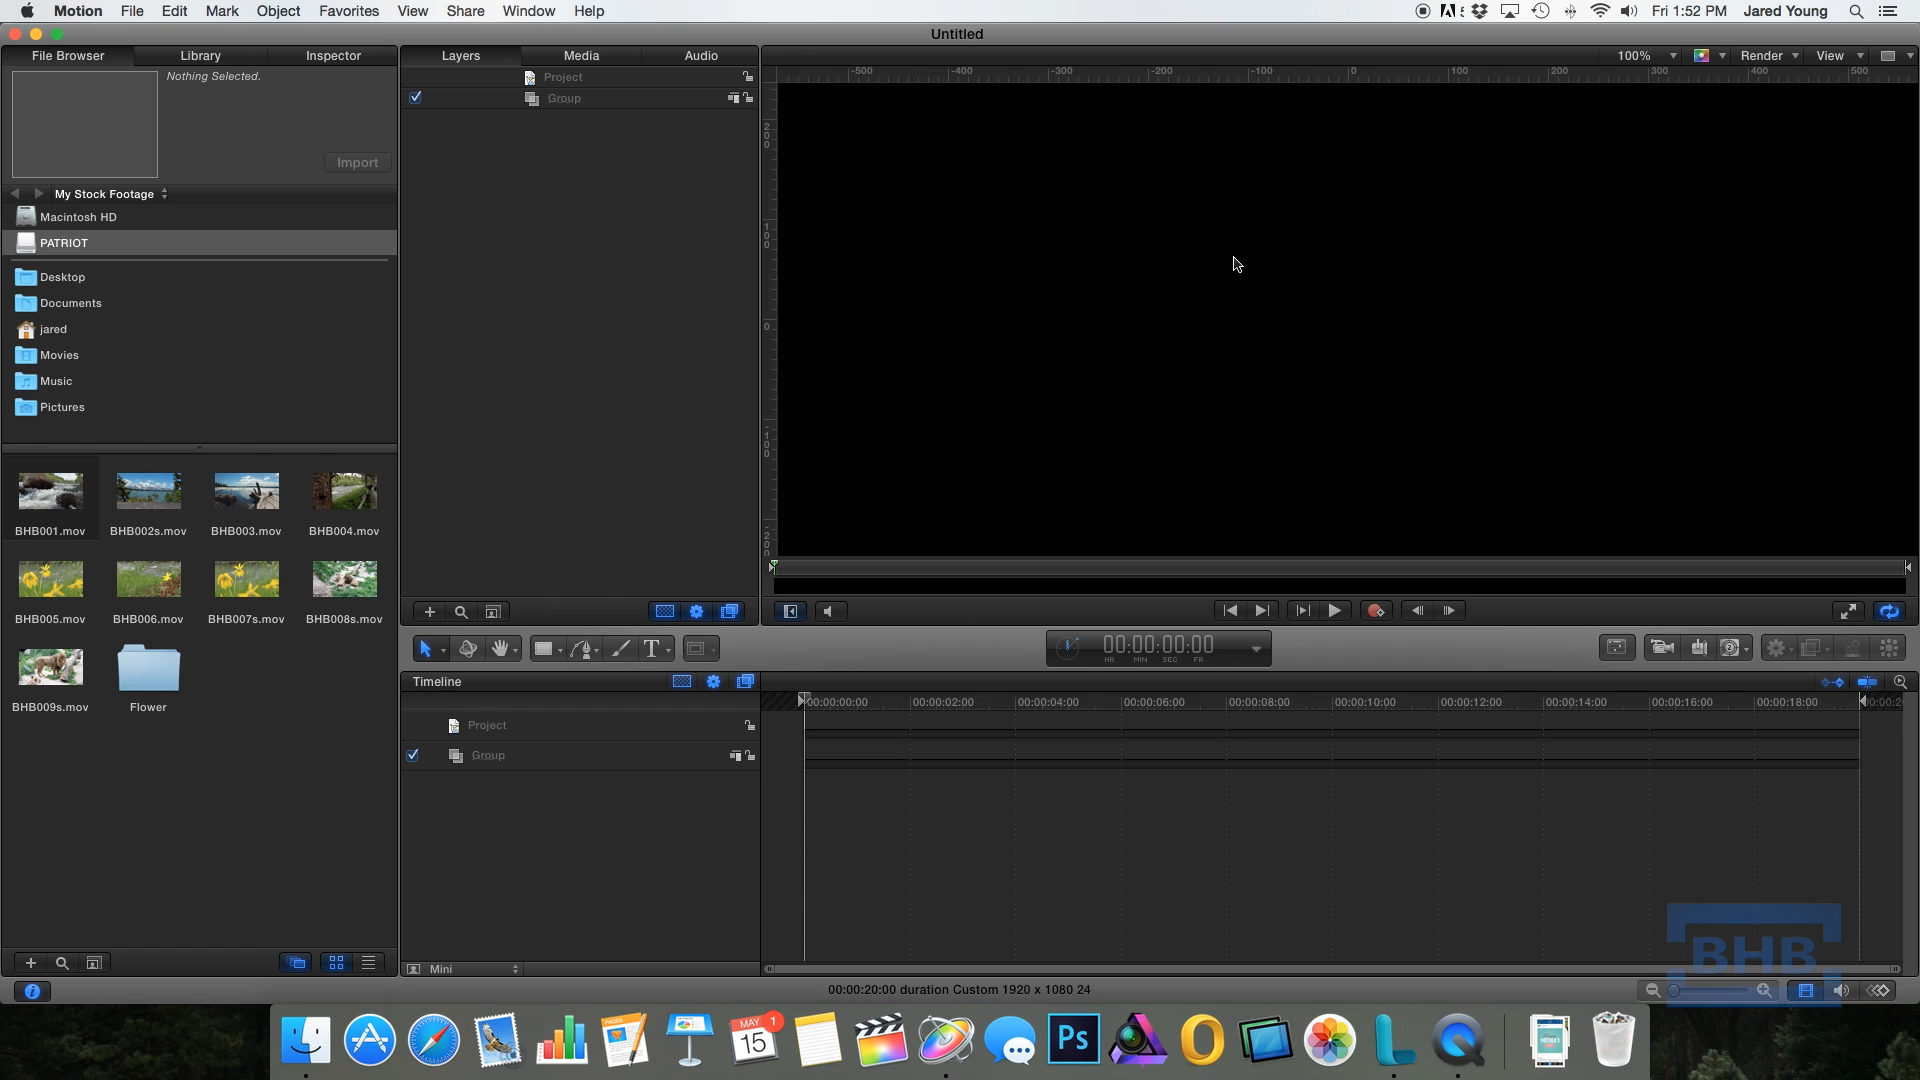 Motion File Edit Mark Object Favorites View Share Window Help
Fri 1:52 PM Jared Young
Untitled
File Browser Library Inspector
Layers Media Audio
100% Render View
Nothing Selected.
Import
Project
Group
-500 -400 -300 -200 -100 0 100 200 300 400 500
200
100
0
-100
-200
My Stock Footage
Macintosh HD
PATRIOT
Desktop
Documents
jared
Movies
Music
Pictures
BHB001.mov BHB002s.mov BHB003.mov BHB004.mov
BHB005.mov BHB006.mov BHB007s.mov BHB008s.mov
BHB009s.mov Flower
T
00:00:00:00
HR MIN SEC FR
Timeline
00:00:00:00 00:00:02:00 00:00:04:00 00:00:06:00 00:00:08:00 00:00:10:00 00:00:12:00 00:00:14:00 00:00:16:00 00:00:18:00
Project
Group
BHB
Mini
00:00:20:00 duration Custom 1920 x 1080 24
PAGES
MAY 1
15
Ps